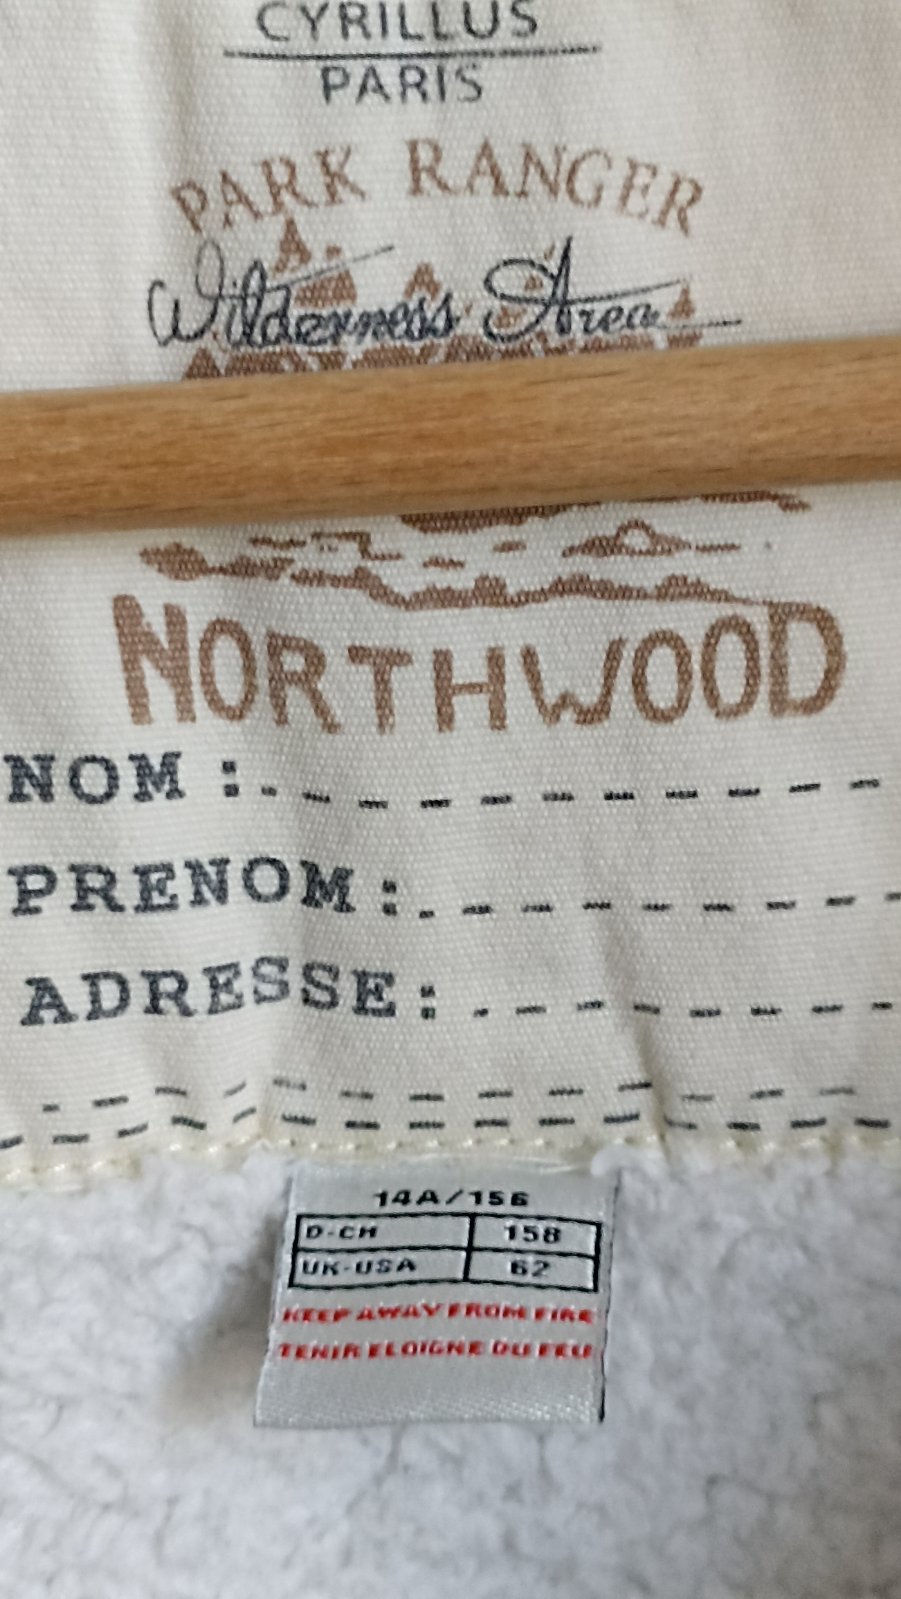 CYRILLUS
PARIS
PARK RANGER
Wilderness Area
NORTHWOOD
NOM :
PRENOM :
ADRESSE :
14A/156
D-CH 158
UK-USA 62
KEEP AWAY FROM FIRE
TENIR ELOIGNE DU FEU